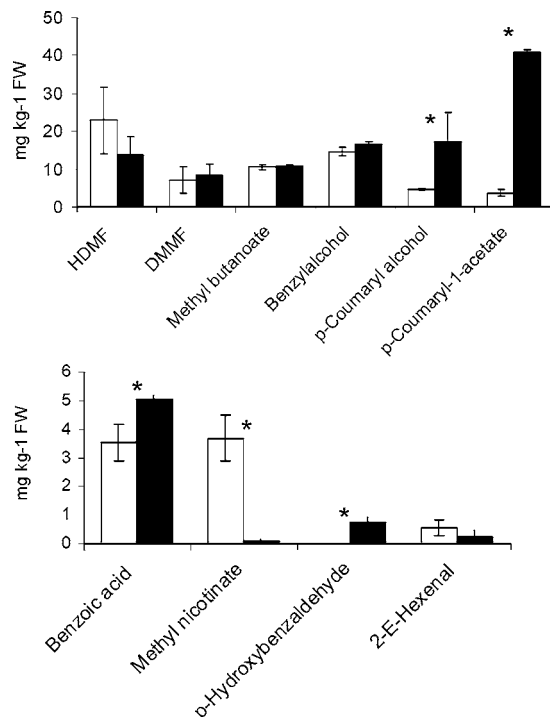 50
40
30
20
10
0
mg kg-1 FW
*
*
HDMF
DMMF
Methyl butanoate
Benzylalcohol
p-Coumaryl alcohol
p-Coumaryl-1-acetate
6
5
4
3
2
1
0
mg kg-1 FW
*
*
*
Benzoic acid
Methyl nicotinate
p-Hydroxybenzaldehyde
2-E-Hexenal